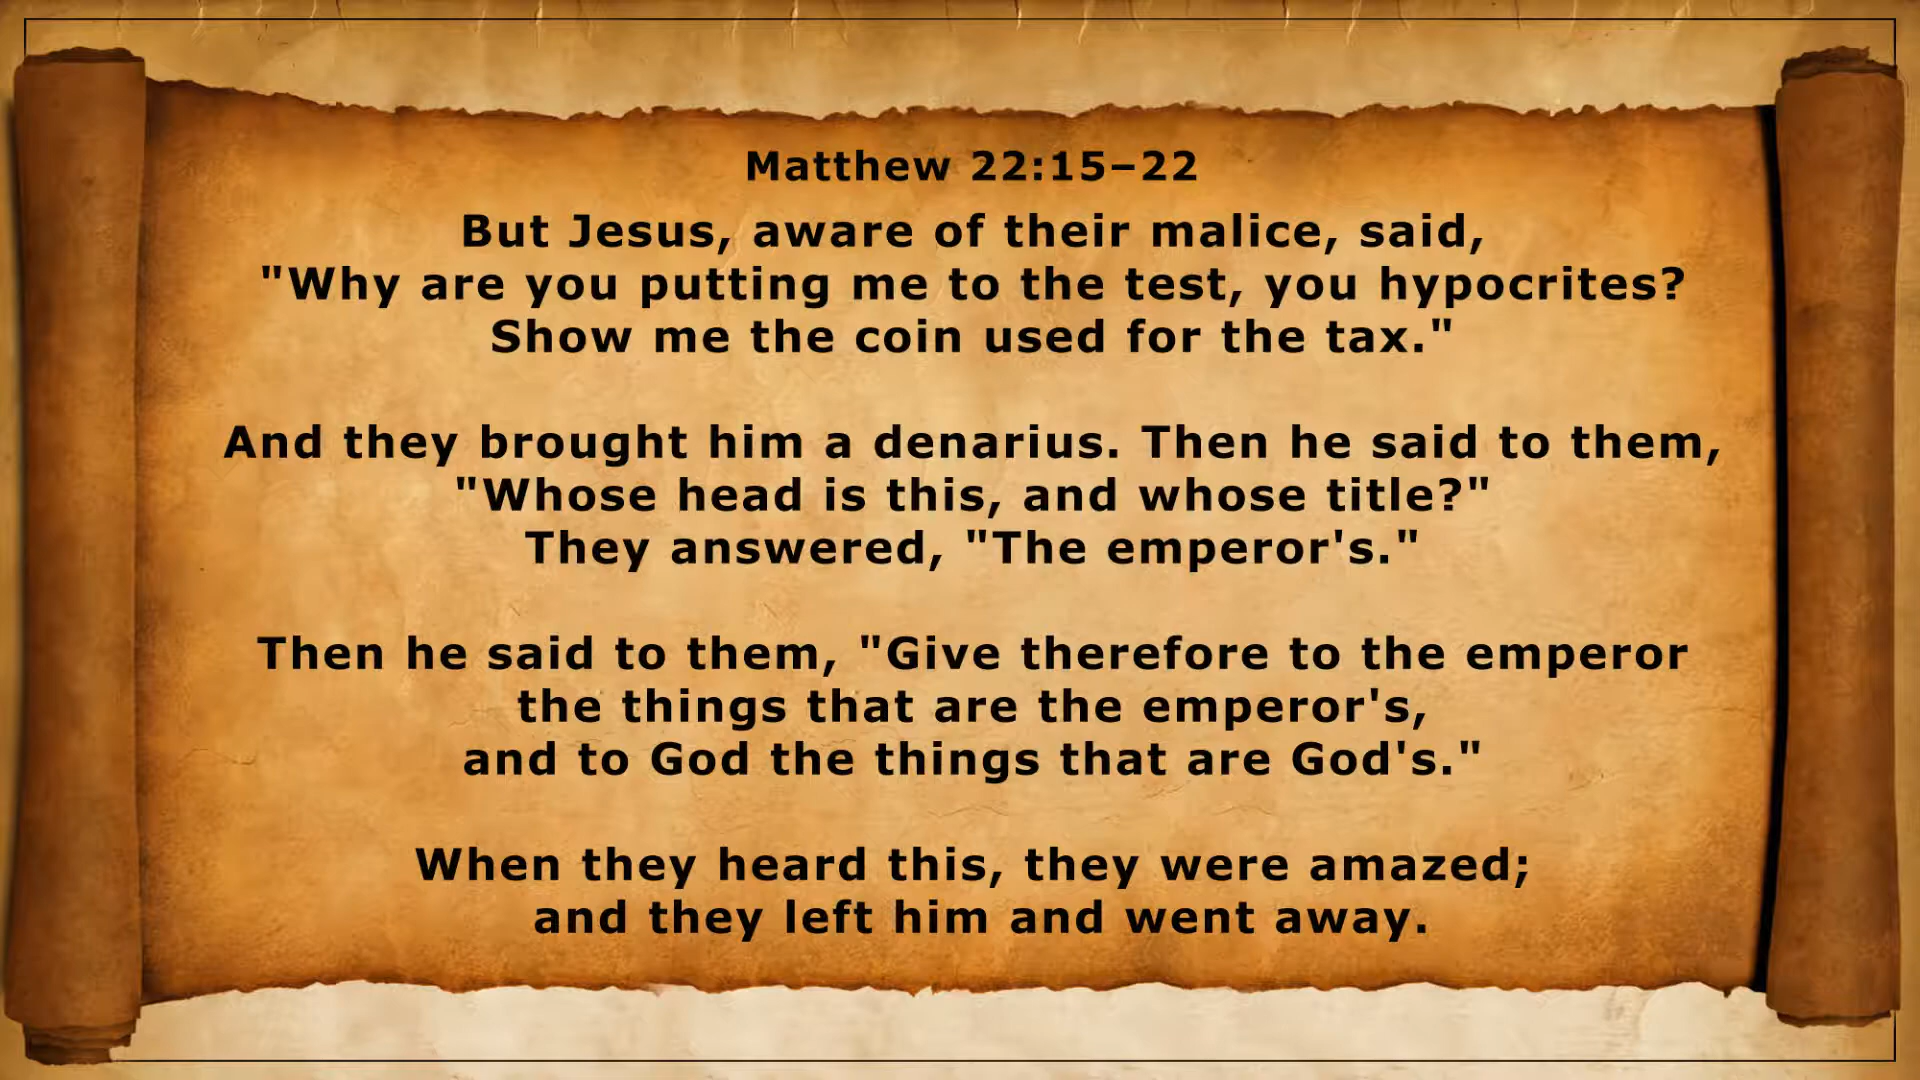 Matthew 22:15–22
But Jesus, aware of their malice, said,
"Why are you putting me to the test, you hypocrites?
Show me the coin used for the tax."
And they brought him a denarius. Then he said to them,
"Whose head is this, and whose title?"
They answered, "The emperor's."
Then he said to them, "Give therefore to the emperor
the things that are the emperor's,
and to God the things that are God's."
When they heard this, they were amazed;
and they left him and went away.